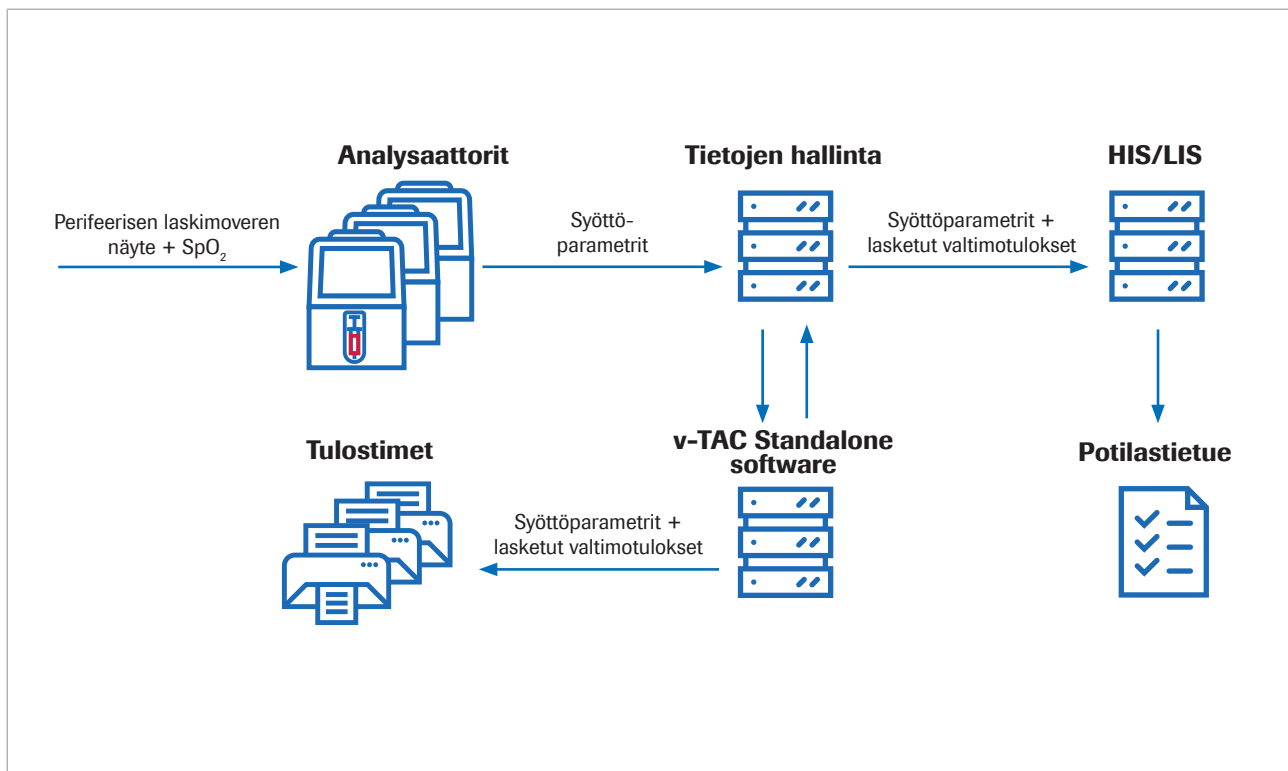 Analysaattorit
Tietojen hallinta
HIS/LIS
Perifeerisen laskimoveren
näyte + SpO₂
Syöttö-
parametrit
Syöttöparametrit +
lasketut valtimotulokset
Tulostimet
v-TAC Standalone
software
Potilastietue
Syöttöparametrit +
lasketut valtimotulokset